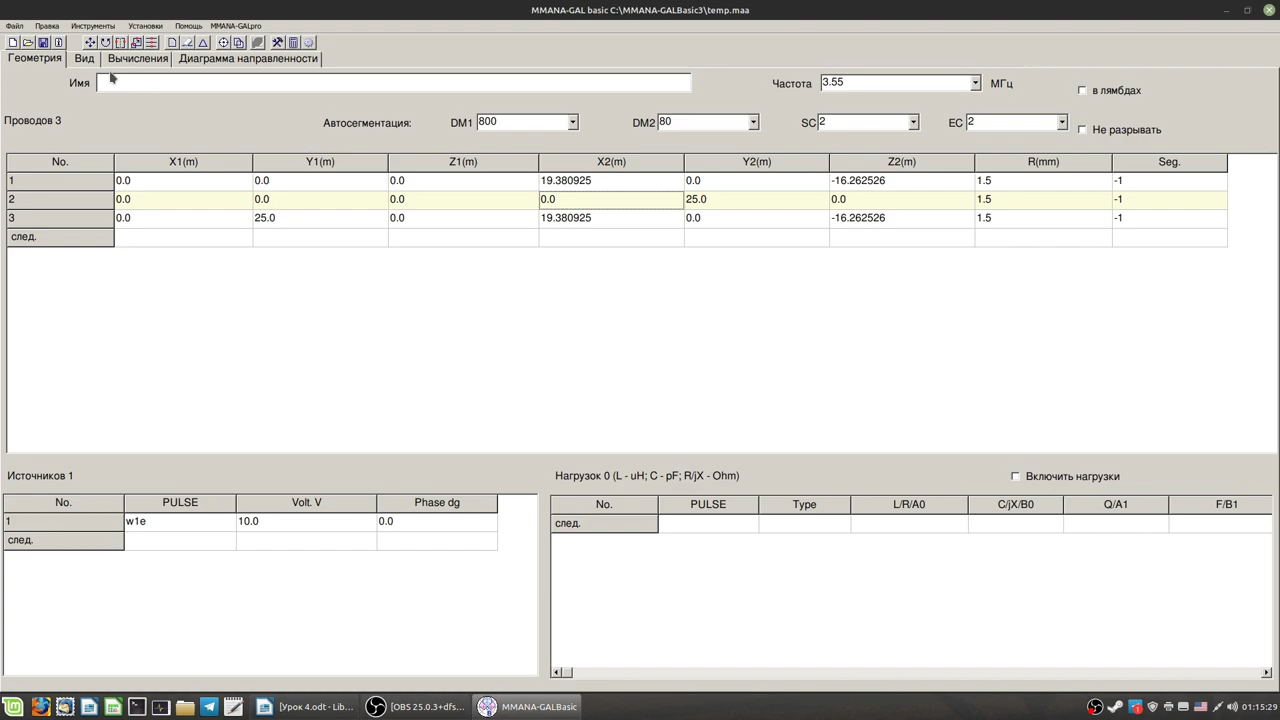 MMANA-GAL basic C:\MMANA-GALBasic3\temp.maa
Файл Правка Инструменты Установки Помощь MMANA-GALpro
Геометрия Вид Вычисления Диаграмма направленности
Имя Частота 3.55 МГц в лямбдах
Проводов 3 Автосегментация: DM1 800 DM2 80 SC 2 EC 2 Не разрывать
No. X1(m) Y1(m) Z1(m) X2(m) Y2(m) Z2(m) R(mm) Seg.
1 0.0 0.0 0.0 19.380925 0.0 -16.262526 1.5 -1
2 0.0 0.0 0.0 0.0 25.0 0.0 1.5 -1
3 0.0 25.0 0.0 19.380925 0.0 -16.262526 1.5 -1
след.
Источников 1 Нагрузок 0 (L - uH; C - pF; R/jX - Ohm) Включить нагрузки
No. PULSE Volt. V Phase dg
1 w1e 10.0 0.0
след.
No. PULSE Type L/R/A0 C/jX/B0 Q/A1 F/B1
след.
[Урок 4.odt - Lib... [OBS 25.0.3+dfs... MMANA-GALBasic 01:15:29